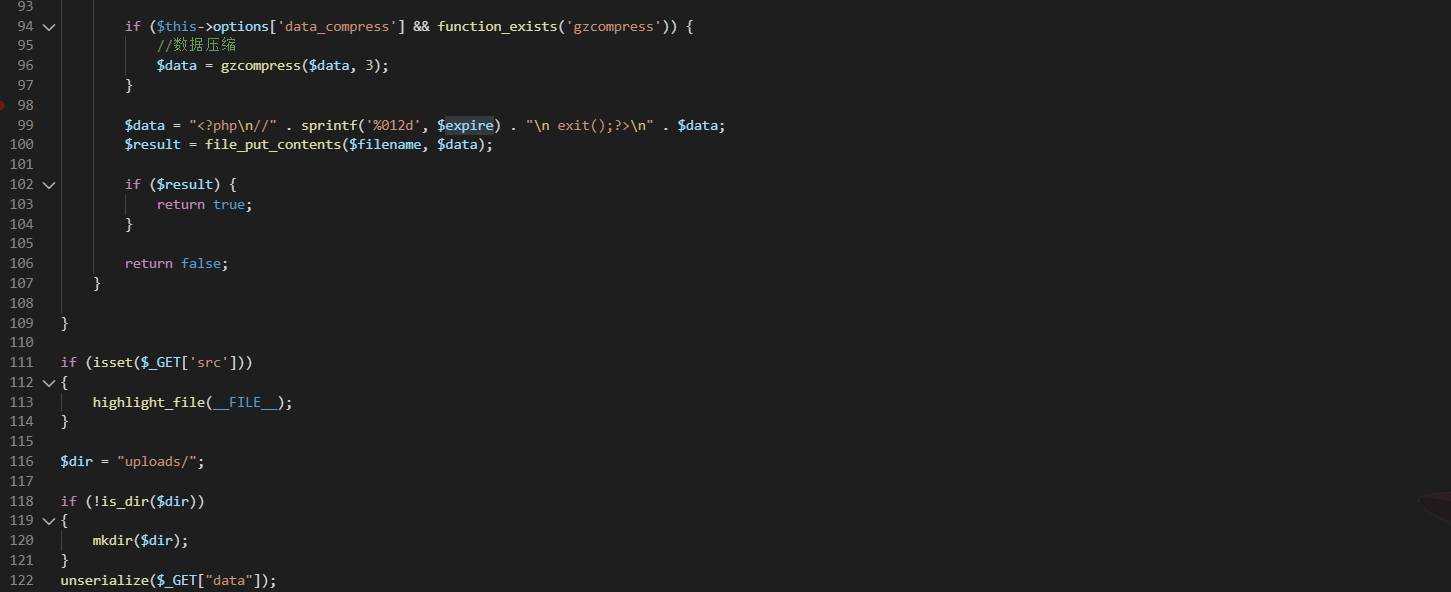 93
94 if ($this->options['data_compress'] && function_exists('gzcompress')) {
95 //数据压缩
96 $data = gzcompress($data, 3);
97 }
98
99 $data = "<?php\n//" . sprintf('%012d', $expire) . "\n exit();?>\n" . $data;
100 $result = file_put_contents($filename, $data);
101
102 if ($result) {
103 return true;
104 }
105
106 return false;
107 }
108
109 }
110
111 if (isset($_GET['src']))
112 {
113 highlight_file(__FILE__);
114 }
115
116 $dir = "uploads/";
117
118 if (!is_dir($dir))
119 {
120 mkdir($dir);
121 }
122 unserialize($_GET["data"]);